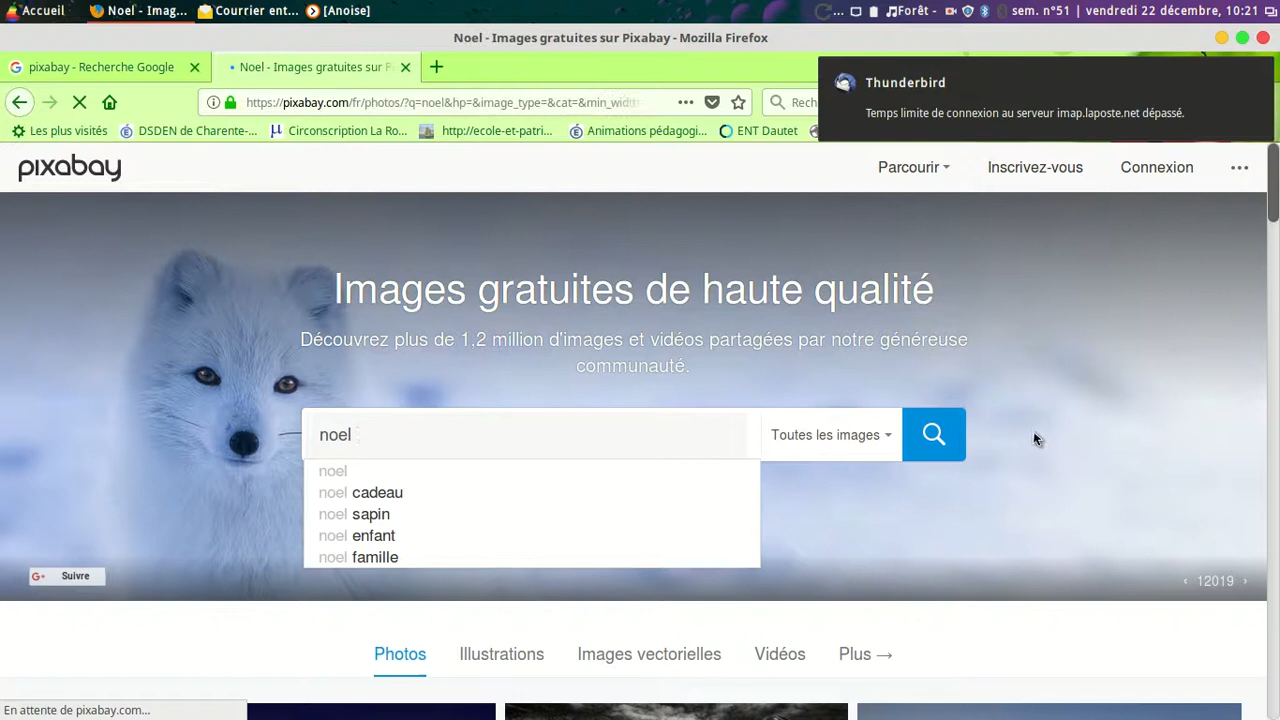 Accueil
Noel - Imag...
Courrier ent...
[Anoise]
...
Forêt
sem. n°51 | vendredi 22 décembre, 10:21
Noel - Images gratuites sur Pixabay - Mozilla Firefox
pixabay - Recherche Google
Noel - Images gratuites sur P
Thunderbird
Temps limite de connexion au serveur imap.laposte.net dépassé.
https://pixabay.com/fr/photos/?q=noel&hp=&image_type=&cat=&min_width
Rech
Les plus visités
DSDEN de Charente-...
Circonscription La Ro...
http://ecole-et-patri...
Animations pédagogi...
ENT Dautet
pixabay
Parcourir
Inscrivez-vous
Connexion
Images gratuites de haute qualité
Découvrez plus de 1.2 million d'images et vidéos partagées par notre généreuse
communauté.
noel
Toutes les images
noel
noel cadeau
noel sapin
noel enfant
noel famille
G+ Suivre
‹ 12019 ›
Photos
Illustrations
Images vectorielles
Vidéos
Plus →
En attente de pixabay.com...